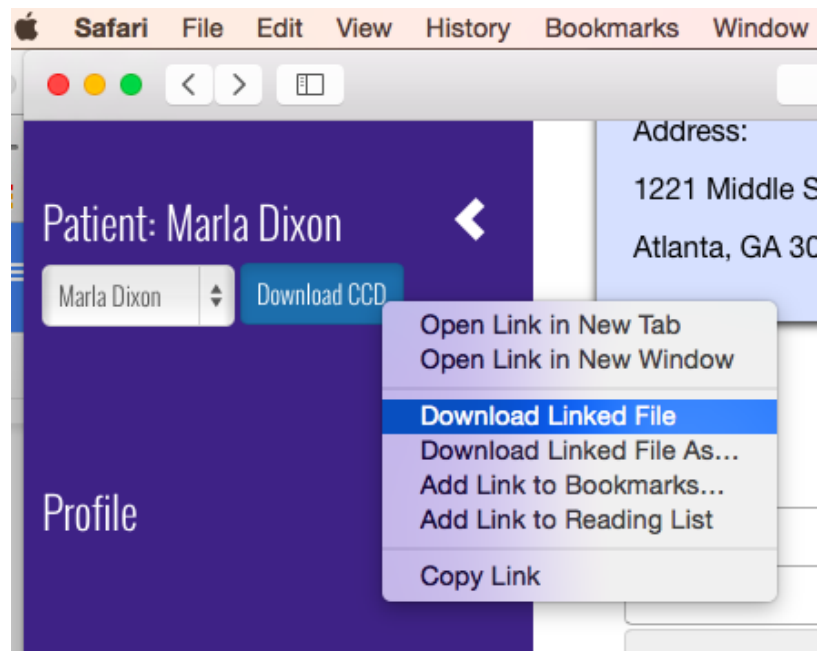 Safari File Edit View History Bookmarks Window
Address:
1221 Middle
Atlanta, GA
Patient: Marla Dixon
Marla Dixon
Download CCD
Open Link in New Tab
Open Link in New Window
Download Linked File
Download Linked File As...
Add Link to Bookmarks...
Add Link to Reading List
Copy Link
Profile